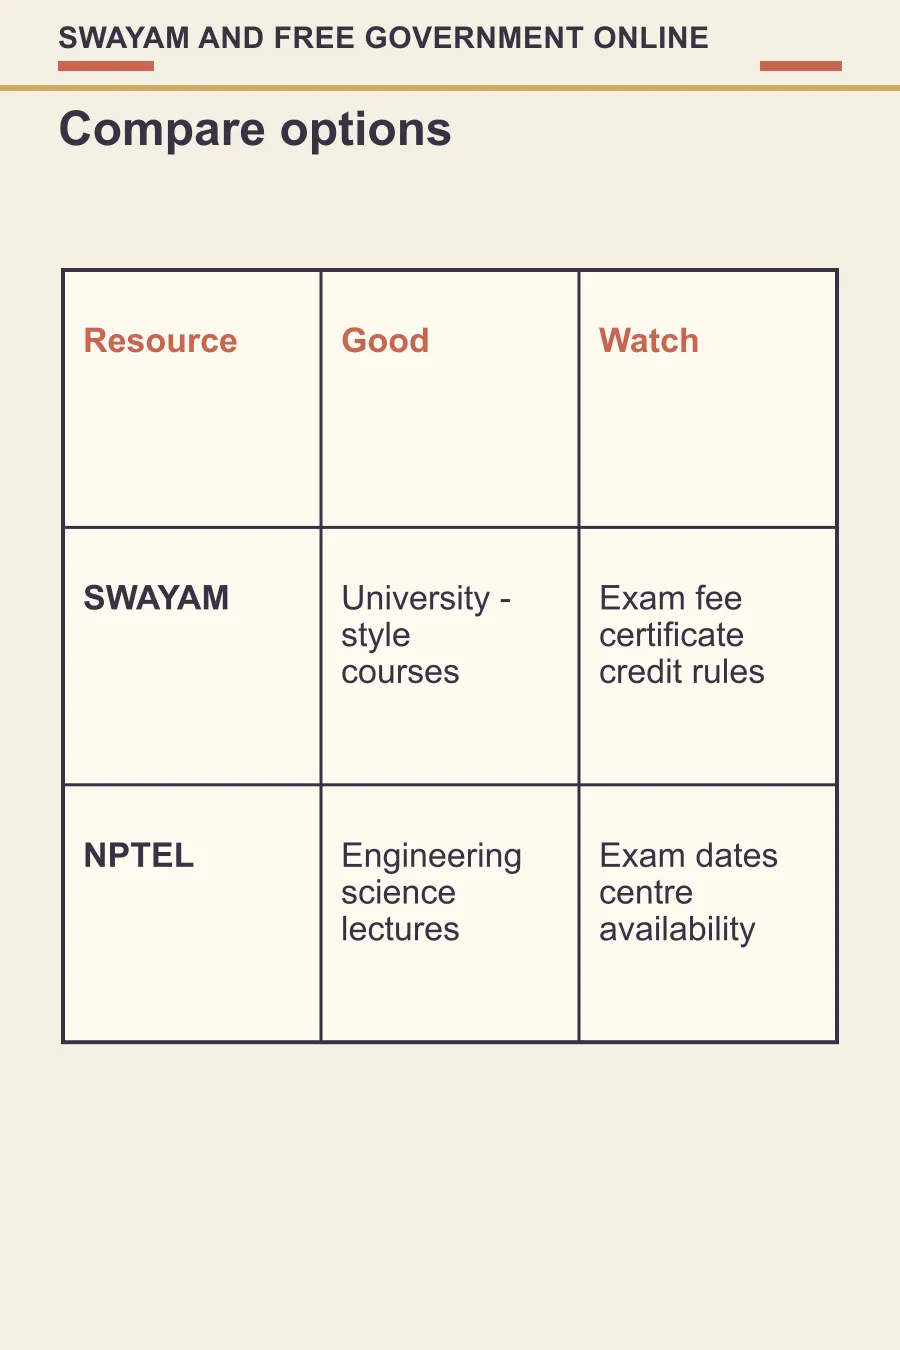 SWAYAM AND FREE GOVERNMENT ONLINE
Compare options
Resource
Good
Watch
SWAYAM
University -
style
courses
Exam fee
certificate
credit rules
NPTEL
Engineering
science
lectures
Exam dates
centre
availability